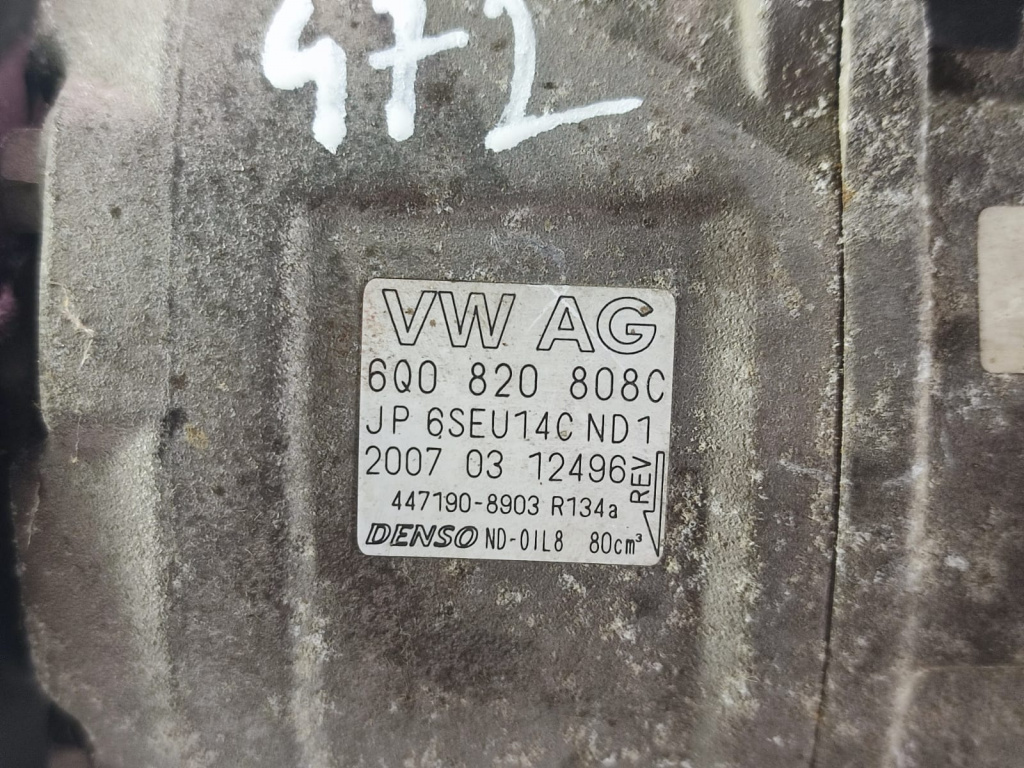 472
VW AG
6Q0 820 808C
JP 6SEU14C ND1
2007 03 12496
REV
447190-8903 R134a
DENSO ND-OIL8 80cm³